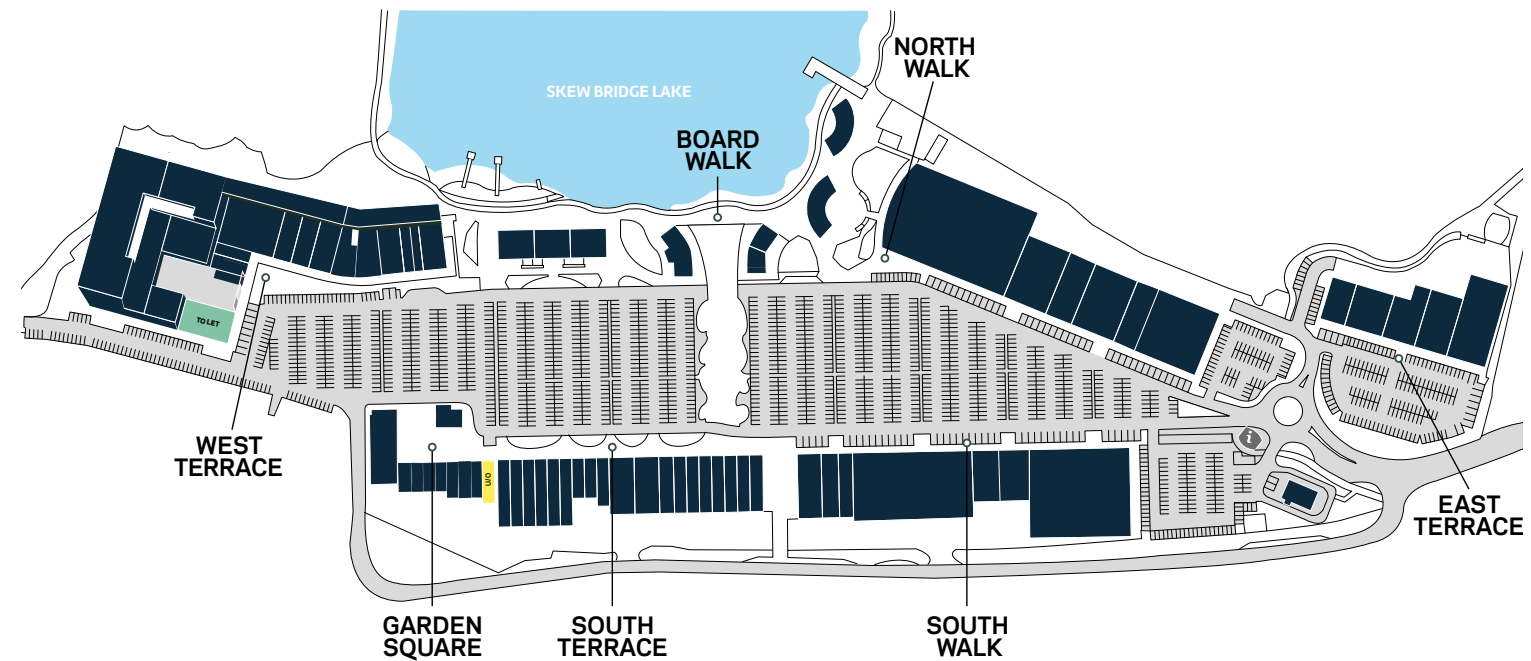 NORTH
WALK
SKEW BRIDGE LAKE
BOARD
WALK
TO LET
WEST
TERRACE
U/O
i
EAST
TERRACE
GARDEN
SQUARE
SOUTH
TERRACE
SOUTH
WALK